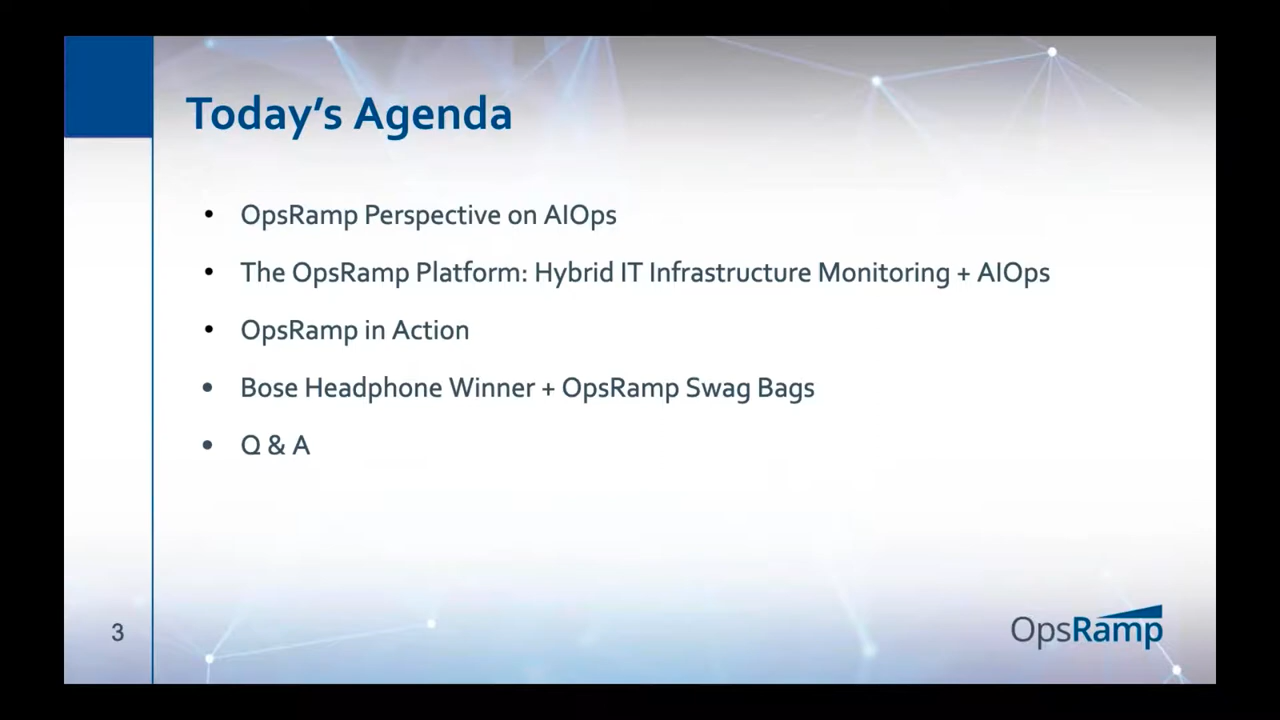 Today's Agenda
• OpsRamp Perspective on AIOps
• The OpsRamp Platform: Hybrid IT Infrastructure Monitoring + AIOps
• OpsRamp in Action
• Bose Headphone Winner + OpsRamp Swag Bags
• Q & A
3
OpsRamp